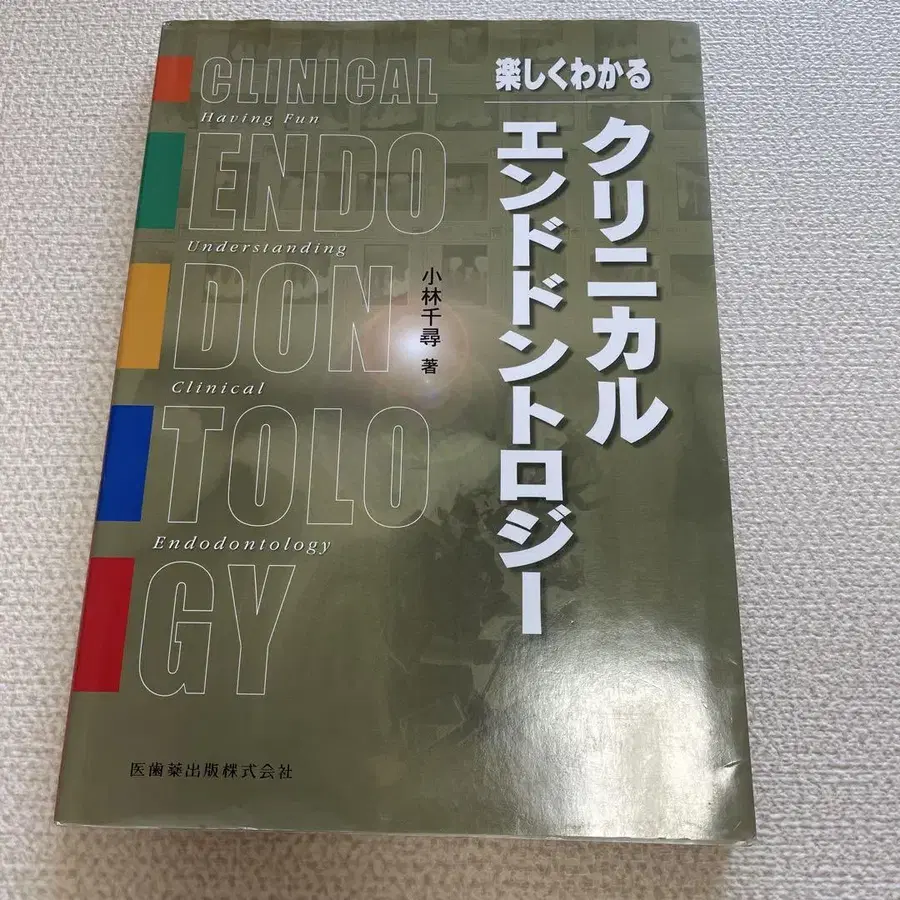 CLINICAL
Having Fun
ENDO
Understanding
DON
Clinical
TOLO
Endodontology
GY
楽しくわかる
クリニカル
エンドドントロジー
小林千尋 著
医歯薬出版株式会社